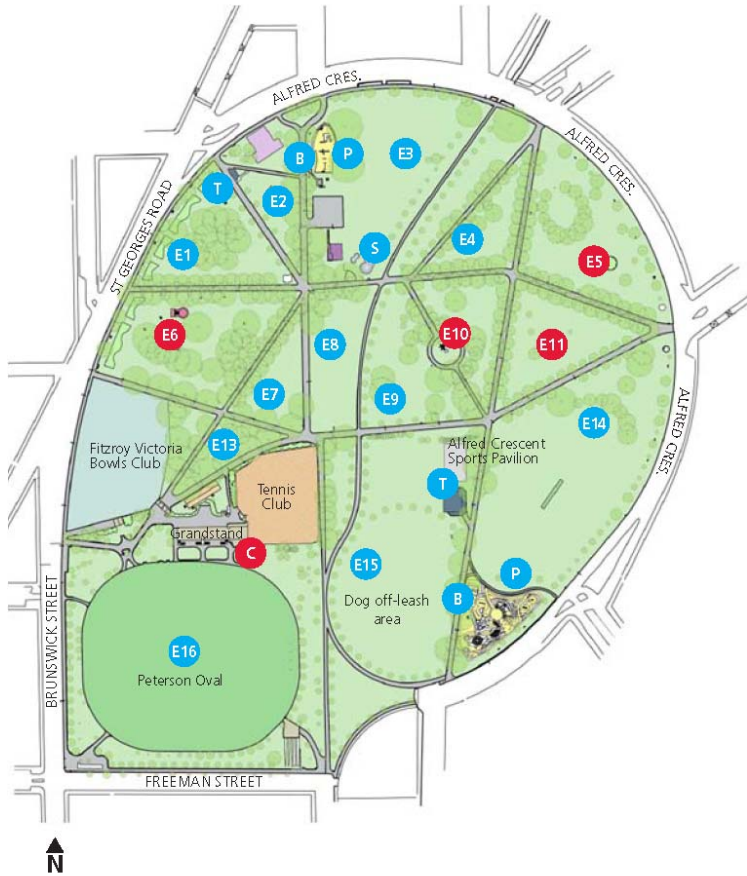 ALFRED CRES.
ALFRED CRES.
B
P
E3
T
E2
ST GEORGES ROAD
E4
S
E1
E5
E6
E8
E10
E11
E7
E9
ALFRED CRES.
E14
E13
Fitzroy Victoria
Bowls Club
Alfred Crescent
Sports Pavilion
T
Tennis
Club
Grandstand
C
E15
P
B
Dog off-leash
area
BRUNSWICK STREET
E16
Peterson Oval
FREEMAN STREET
N